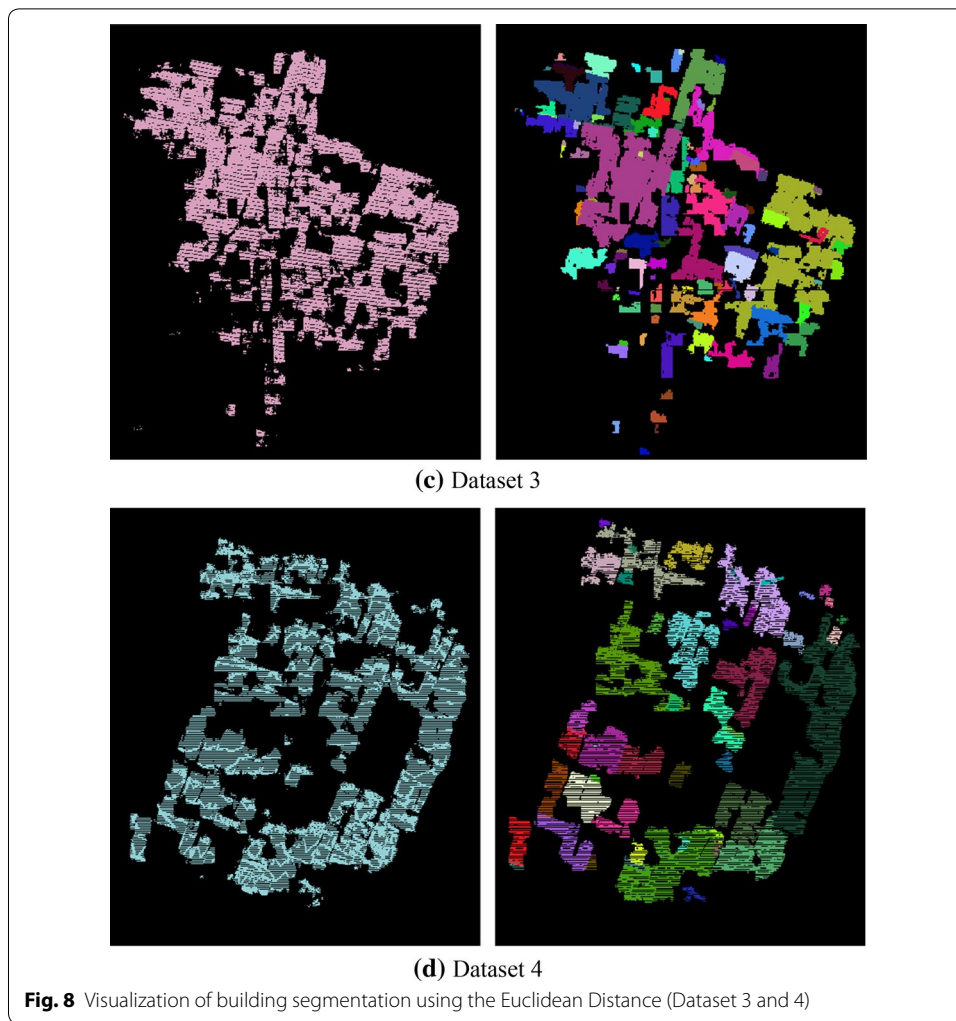 (c) Dataset 3
(d) Dataset 4
Fig. 8 Visualization of building segmentation using the Euclidean Distance (Dataset 3 and 4)